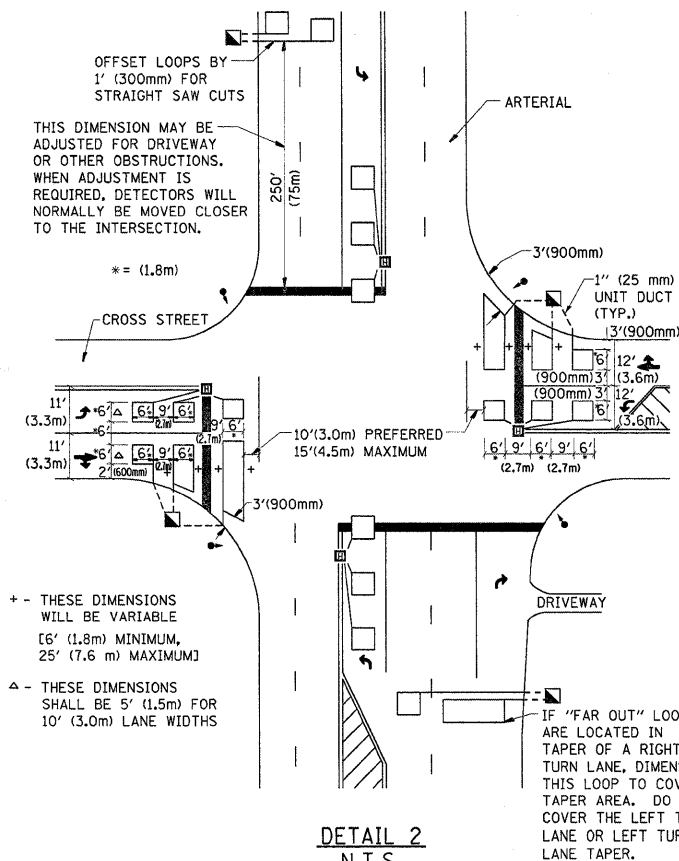 OFFSET LOOPS BY
1' (300mm) FOR
STRAIGHT SAW CUTS
THIS DIMENSION MAY BE
ADJUSTED FOR DRIVEWAY
OR OTHER OBSTRUCTIONS.
WHEN ADJUSTMENT IS
REQUIRED, DETECTORS WILL
NORMALLY BE MOVED CLOSER
TO THE INTERSECTION.
250'
(75m)
ARTERIAL
*= (1.8m)
3'(900mm)
1" (25 mm)
UNIT DUCT
(TYP.)
CROSS STREET
H
3'(900mm)
+ + +
*6' 12'
(900mm) 3' (3.6m)
(900mm) 3' 12'
*6'
(3.6m)
H
6' 9' 6' 9' 6'
* * *
(2.7m) (2.7m)
H
11' *6' △ 6' 9' 6'
(3.3m) (2.7m) 9' 6'
*6' (2.7m) *
11' *6' △ 6' 9' 6'
(3.3m) 2' (600mm) (2.7m)
+ + + +
10'(3.0m) PREFERRED
15'(4.5m) MAXIMUM
3'(900mm)
H
DRIVEWAY
+ - THESE DIMENSIONS
WILL BE VARIABLE
[6' (1.8m) MINIMUM,
25' (7.6 m) MAXIMUM]
△ - THESE DIMENSIONS
SHALL BE 5' (1.5m) FOR
10' (3.0m) LANE WIDTHS
IF "FAR OUT" LOO
ARE LOCATED IN
TAPER OF A RIGHT
TURN LANE, DIMENS
THIS LOOP TO COV
TAPER AREA. DO
COVER THE LEFT T
LANE OR LEFT TUR
LANE TAPER.
DETAIL 2
N.T.S.